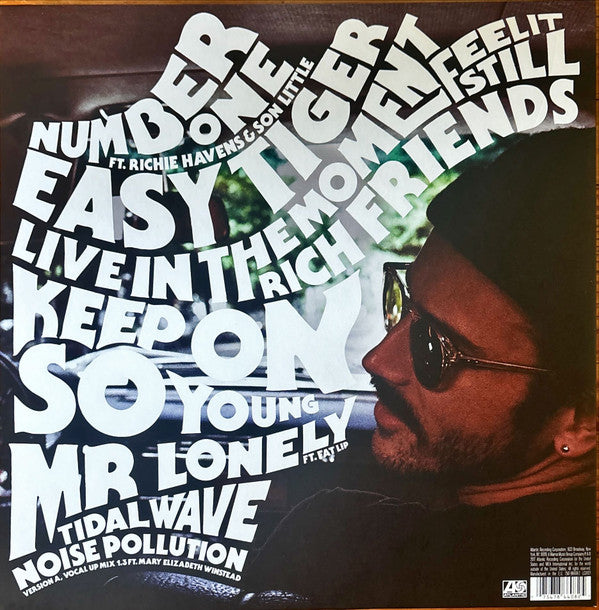 NUMBER
ONE
FT. RICHIE HAVENS & SON LITTLE
EASY TIGER
LIVE IN THE MOMENT
FEEL IT
STILL
RICH FRIENDS
KEEP ON
SO YOUNG
MR LONELY
FT. FAT LIP
TIDAL WAVE
NOISE POLLUTION
VERSION A, VOCAL UP MIX 1.3 FT. MARY ELIZABETH WINSTEAD
ATLANTIC